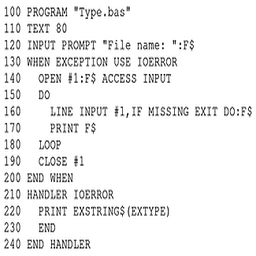 100 PROGRAM "Type.bas"
110 TEXT 80
120 INPUT PROMPT "File name: ":F$
130 WHEN EXCEPTION USE IOERROR
140   OPEN #1:F$ ACCESS INPUT
150   DO
160     LINE INPUT #1,IF MISSING EXIT DO:F$
170     PRINT F$
180   LOOP
190   CLOSE #1
200 END WHEN
210 HANDLER IOERROR
220   PRINT EXSTRING$(EXTYPE)
230   END
240 END HANDLER